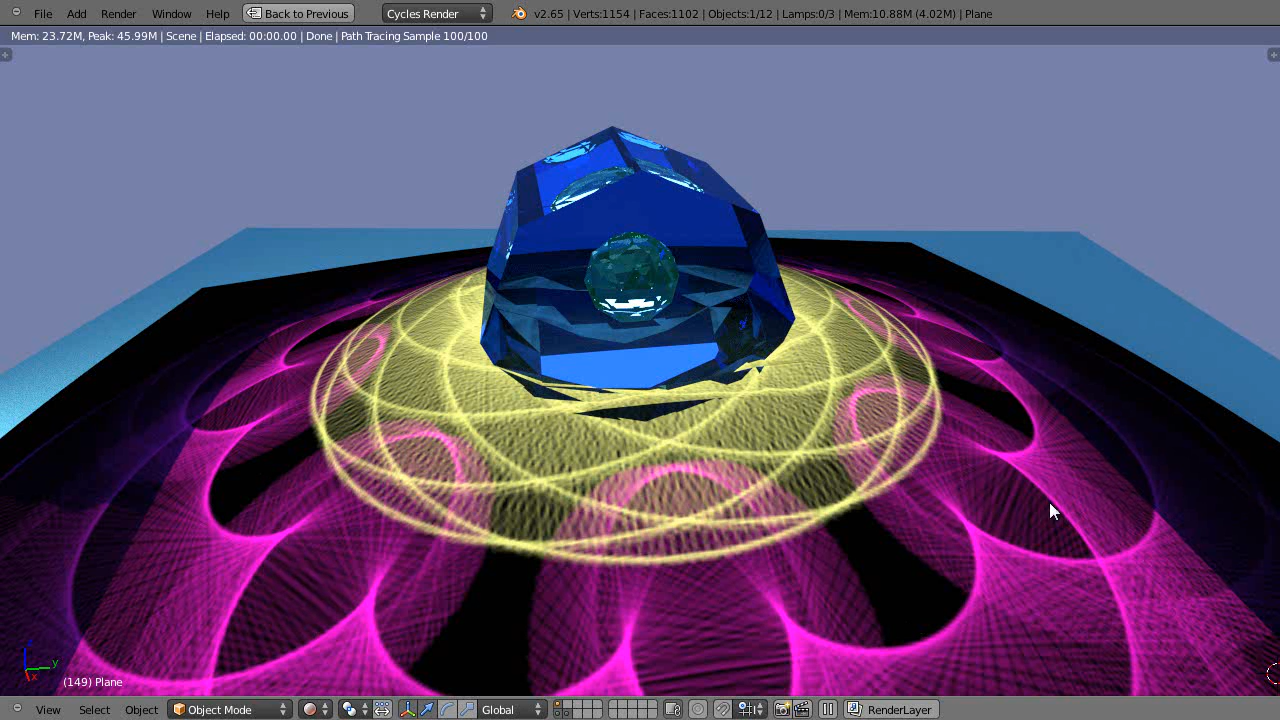 File Add Render Window Help Back to Previous Cycles Render v2.65 | Verts:1154 | Faces:1102 | Objects:1/12 | Lamps:0/3 | Mem:10.88M (4.02M) | Plane
Mem: 23.72M, Peak: 45.99M | Scene | Elapsed: 00:00.00 | Done | Path Tracing Sample 100/100
z
y
x
(149) Plane
View Select Object Object Mode Global RenderLayer